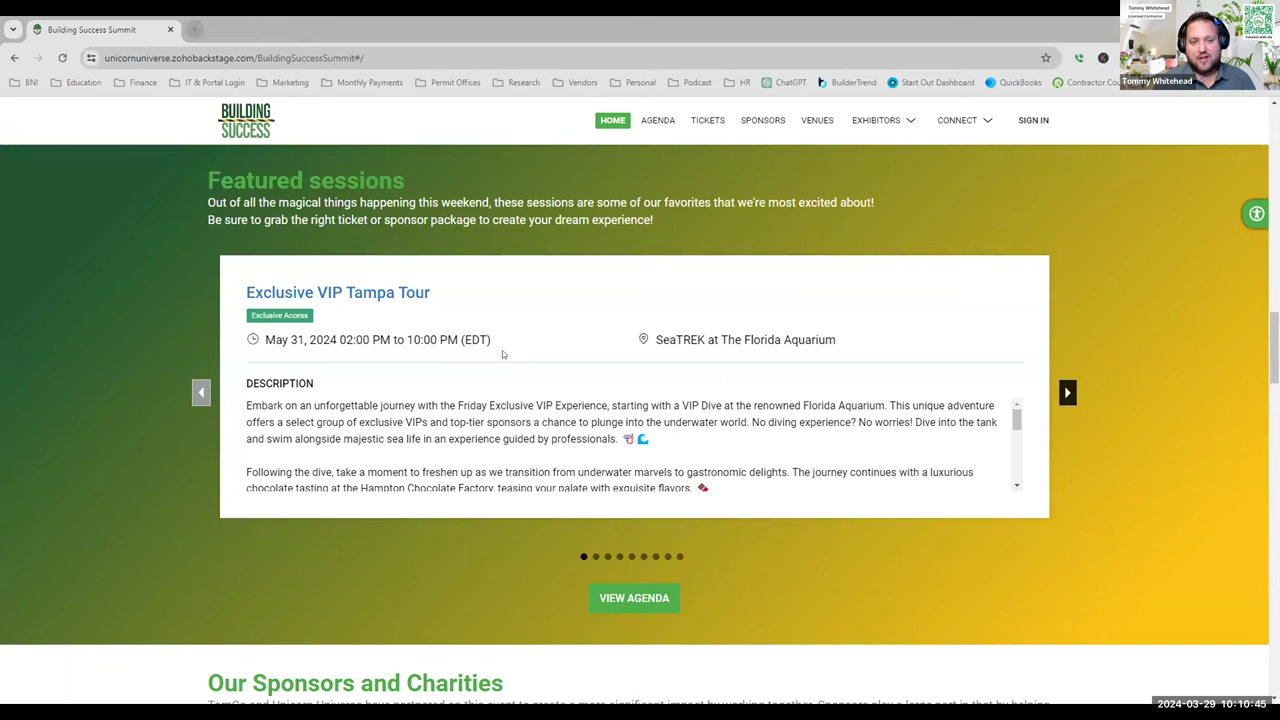 Building Success Summit
unicornuniverse.zohobackstage.com/BuildingSuccessSummit#/
BNI Education Finance IT & Portal Login Marketing Monthly Payments Permit Offices Research Vendors Personal Podcast HR ChatGPT BuilderTrend Start Out Dashboard QuickBooks Contractor Cou
Tommy Whitehead
Licensed Contractor
Connect with me
Tommy Whitehead
BUILDING
SUCCESS
HOME AGENDA TICKETS SPONSORS VENUES EXHIBITORS CONNECT SIGN IN
Featured sessions
Out of all the magical things happening this weekend, these sessions are some of our favorites that we're most excited about!
Be sure to grab the right ticket or sponsor package to create your dream experience!
Exclusive VIP Tampa Tour
Exclusive Access
May 31, 2024 02:00 PM to 10:00 PM (EDT) SeaTREK at The Florida Aquarium
DESCRIPTION
Embark on an unforgettable journey with the Friday Exclusive VIP Experience, starting with a VIP Dive at the renowned Florida Aquarium. This unique adventure
offers a select group of exclusive VIPs and top-tier sponsors a chance to plunge into the underwater world. No diving experience? No worries! Dive into the tank
and swim alongside majestic sea life in an experience guided by professionals.
Following the dive, take a moment to freshen up as we transition from underwater marvels to gastronomic delights. The journey continues with a luxurious
chocolate tasting at the Hampton Chocolate Factory, teasing your palate with exquisite flavors.
VIEW AGENDA
Our Sponsors and Charities
2024-03-29 10:10:45